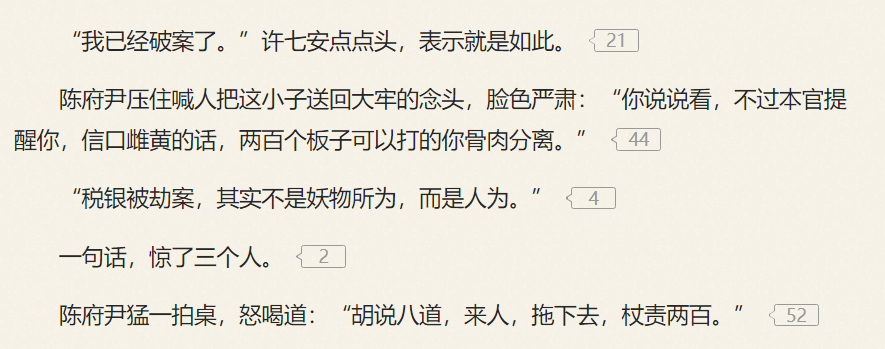 “我已经破案了。”许七安点点头，表示就是如此。 21
陈府尹压住喊人把这小子送回大牢的念头，脸色严肃：“你说说看，不过本官提
醒你，信口雌黄的话，两百个板子可以打的你骨肉分离。” 44
“税银被劫案，其实不是妖物所为，而是人为。” 4
一句话，惊了三个人。 2
陈府尹猛一拍桌，怒喝道：“胡说八道，来人，拖下去，杖责两百。” 52